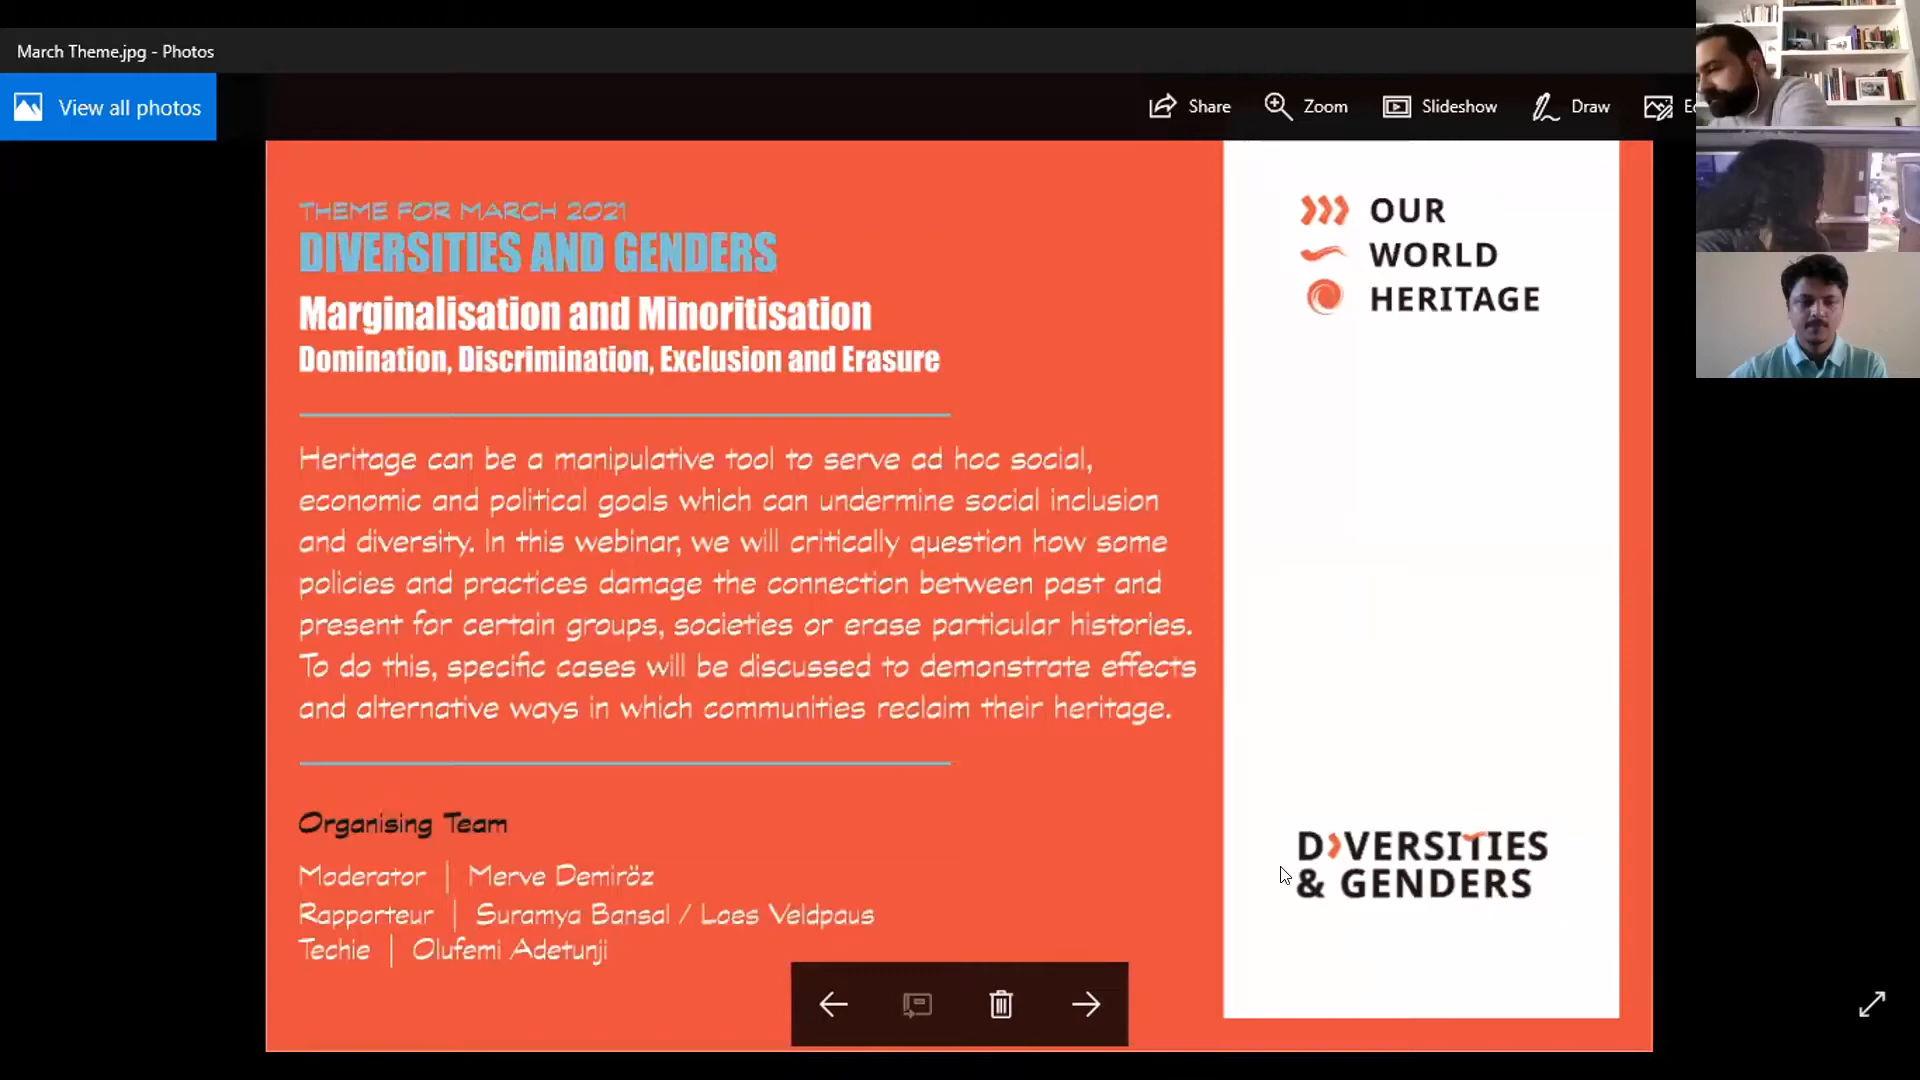 March Theme.jpg - Photos
View all photos
Share
Zoom
Slideshow
Draw
THEME FOR MARCH 2021
DIVERSITIES AND GENDERS
Marginalisation and Minoritisation
Domination, Discrimination, Exclusion and Erasure
Heritage can be a manipulative tool to serve ad hoc social,
economic and political goals which can undermine social inclusion
and diversity. In this webinar, we will critically question how some
policies and practices damage the connection between past and
present for certain groups, societies or erase particular histories.
To do this, specific cases will be discussed to demonstrate effects
and alternative ways in which communities reclaim their heritage.
Organising Team
Moderator | Merve Demiröz
Rapporteur | Suramya Bansal / Loes Veldpaus
Techie | Olufemi Adetunji
OUR
WORLD
HERITAGE
DIVERSITIES
& GENDERS